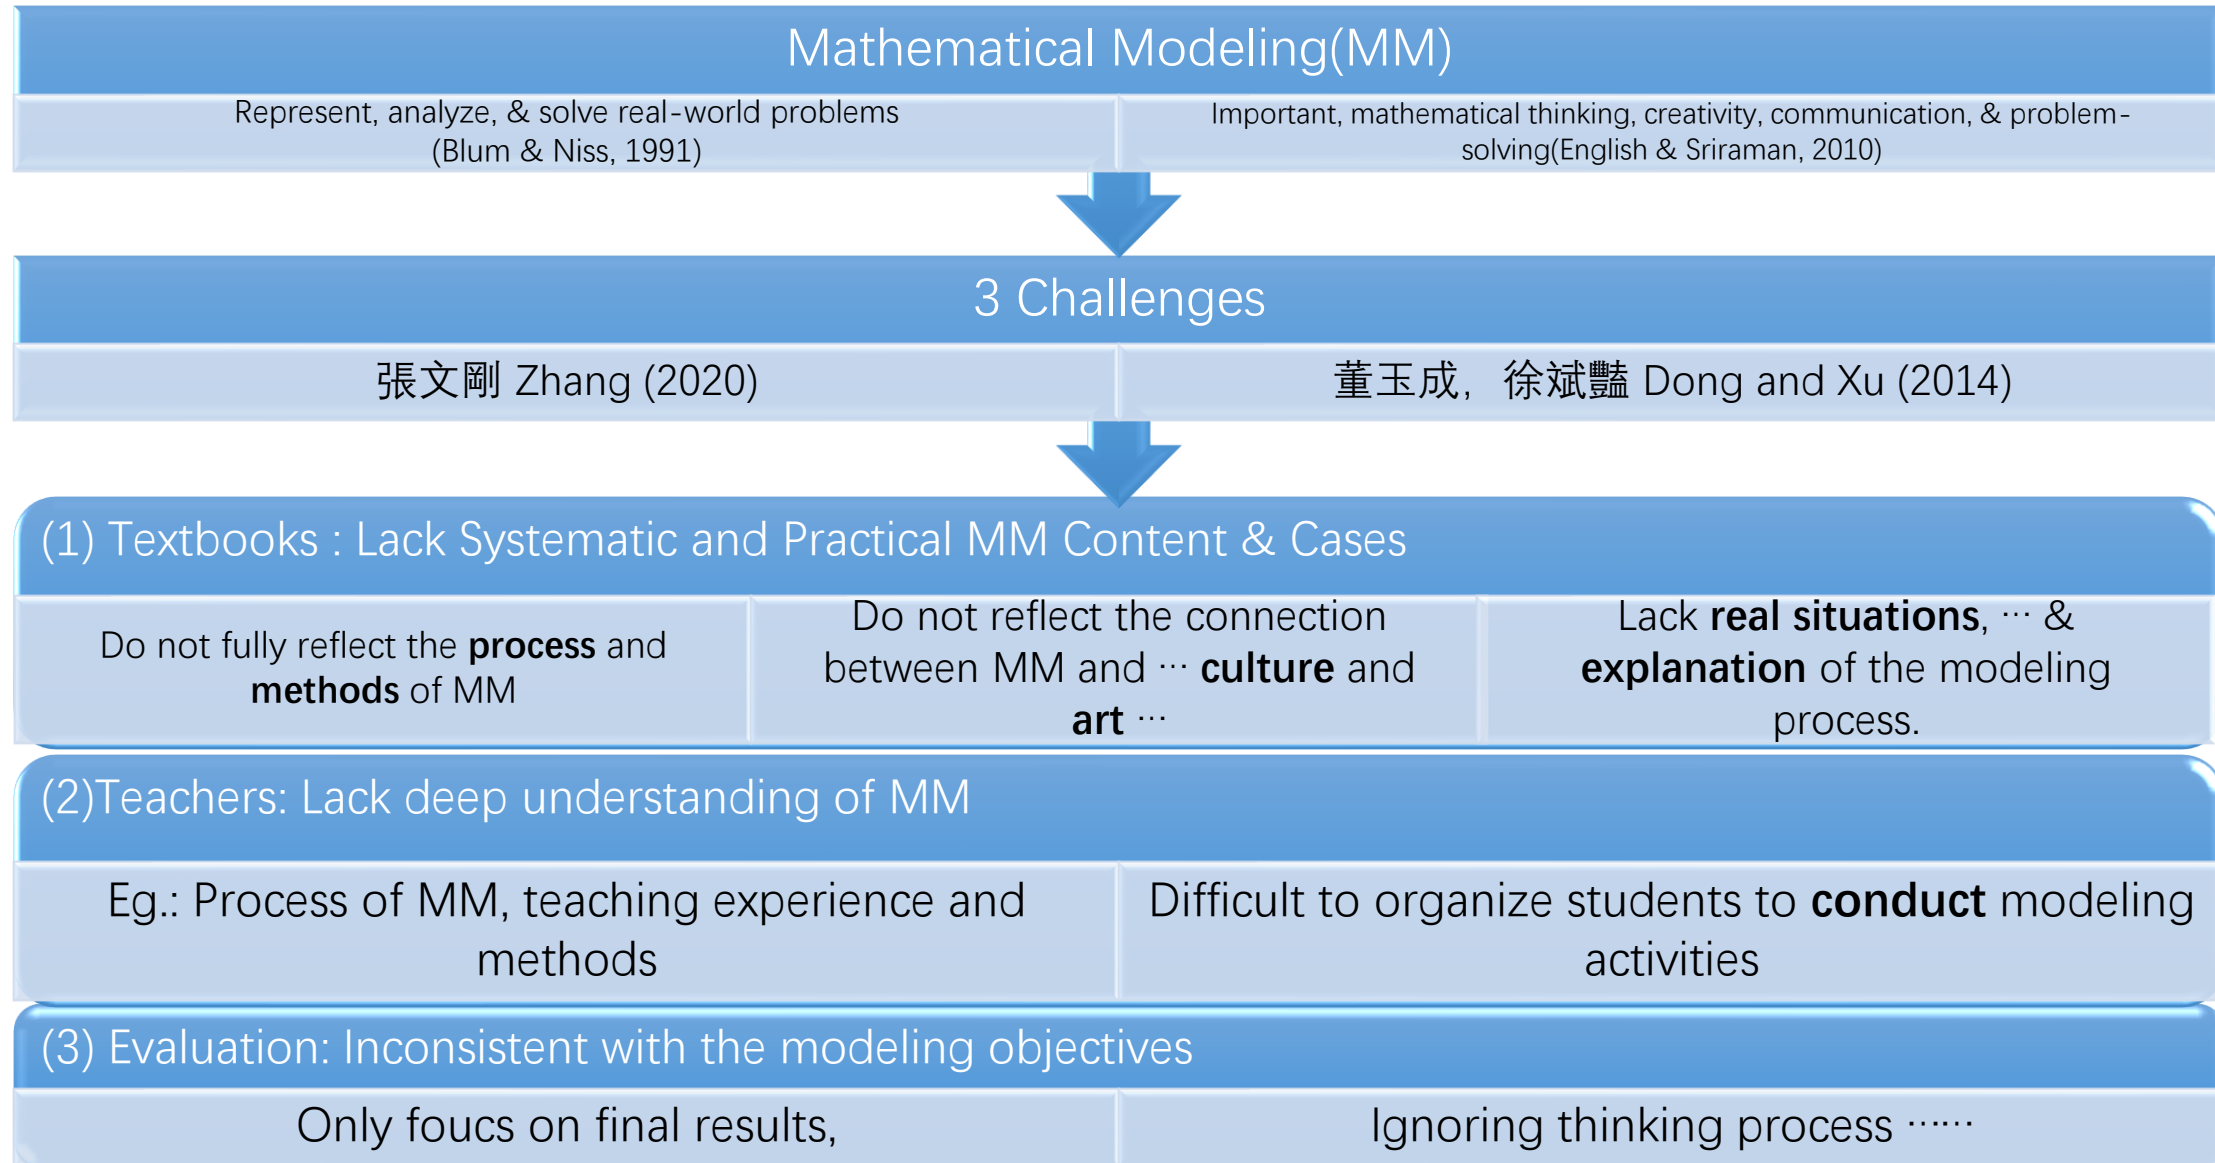 Mathematical Modeling(MM)
Represent, analyze, & solve real-world problems
(Blum & Niss, 1991)
Important, mathematical thinking, creativity, communication, & problem-
solving(English & Sriraman, 2010)
3 Challenges
張文剛 Zhang (2020)
董玉成，徐斌豔 Dong and Xu (2014)
(1) Textbooks : Lack Systematic and Practical MM Content & Cases
Do not fully reflect the process and
methods of MM
Do not reflect the connection
between MM and ··· culture and
art ···
Lack real situations, ··· &
explanation of the modeling
process.
(2)Teachers: Lack deep understanding of MM
Eg.: Process of MM, teaching experience and
methods
Difficult to organize students to conduct modeling
activities
(3) Evaluation: Inconsistent with the modeling objectives
Only foucs on final results,
Ignoring thinking process ······